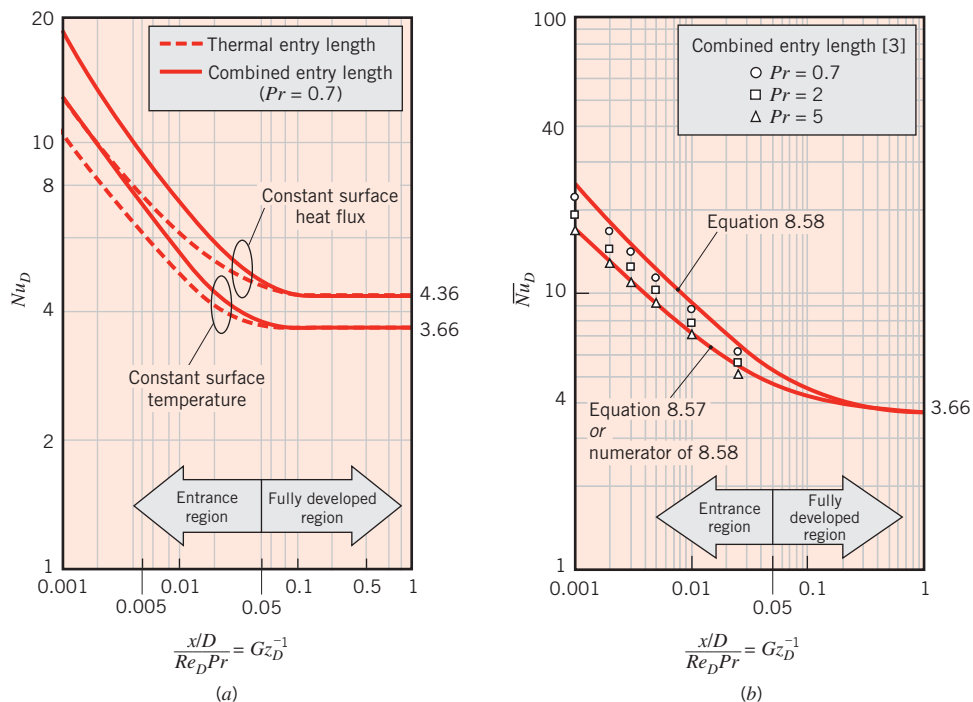 20
10
8
4
2
1
Nu_D
Thermal entry length
Combined entry length
(Pr = 0.7)
Constant surface
heat flux
Constant surface
temperature
4.36
3.66
Entrance
region
Fully developed
region
0.001
0.01
0.1
0.5
1
0.005
0.05
x/D
Re_D Pr
= Gz_D^-1
(a)
100
40
10
4
1
N̅u̅_D
Combined entry length [3]
Pr = 0.7
Pr = 2
Pr = 5
Equation 8.58
Equation 8.57
or
numerator of 8.58
3.66
Entrance
region
Fully
developed
region
0.001
0.01
0.1
1
0.05
x/D
Re_D Pr
= Gz_D^-1
(b)